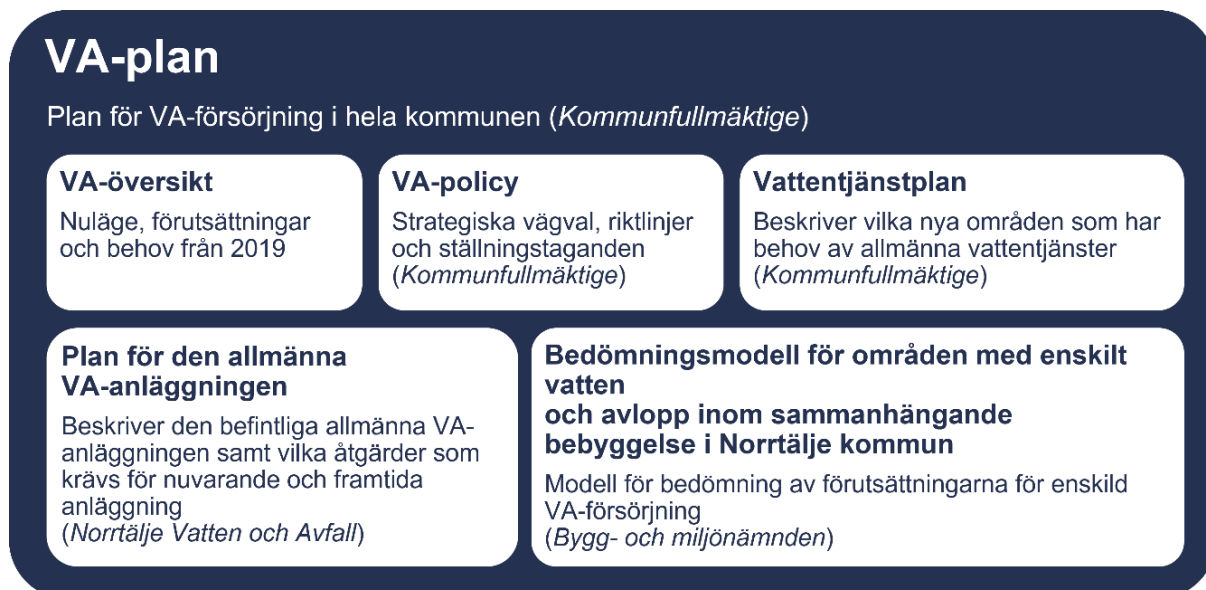 VA-plan
Plan för VA-försörjning i hela kommunen (Kommunfullmäktige)
VA-översikt
Nuläge, förutsättningar
och behov från 2019
VA-policy
Strategiska vägval, riktlinjer
och ställningstaganden
(Kommunfullmäktige)
Vattentjänstplan
Beskriver vilka nya områden som har
behov av allmänna vattentjänster
(Kommunfullmäktige)
Plan för den allmänna
VA-anläggningen
Beskriver den befintliga allmänna VA-
anläggningen samt vilka åtgärder som
krävs för nuvarande och framtida
anläggning
(Norrtälje Vatten och Avfall)
Bedömningsmodell för områden med enskilt
vatten
och avlopp inom sammanhängande
bebyggelse i Norrtälje kommun
Modell för bedömning av förutsättningarna för enskild
VA-försörjning
(Bygg- och miljönämnden)